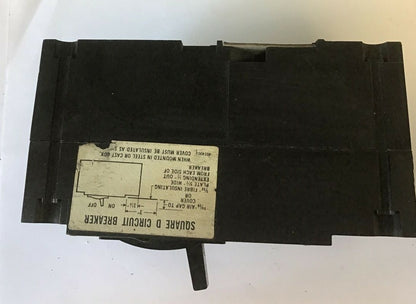 SQUARE D CIRCUIT BREAKER
ON OFF
AIR GAP TO
COVER
OR
FIBRE INSULATING
PLATE WIDE
EXTENDING OUT
FROM EACH SIDE OF
BREAKER
WHEN MOUNTED IN STEEL OR CAST BOX,
COVER MUST BE INSULATED AS